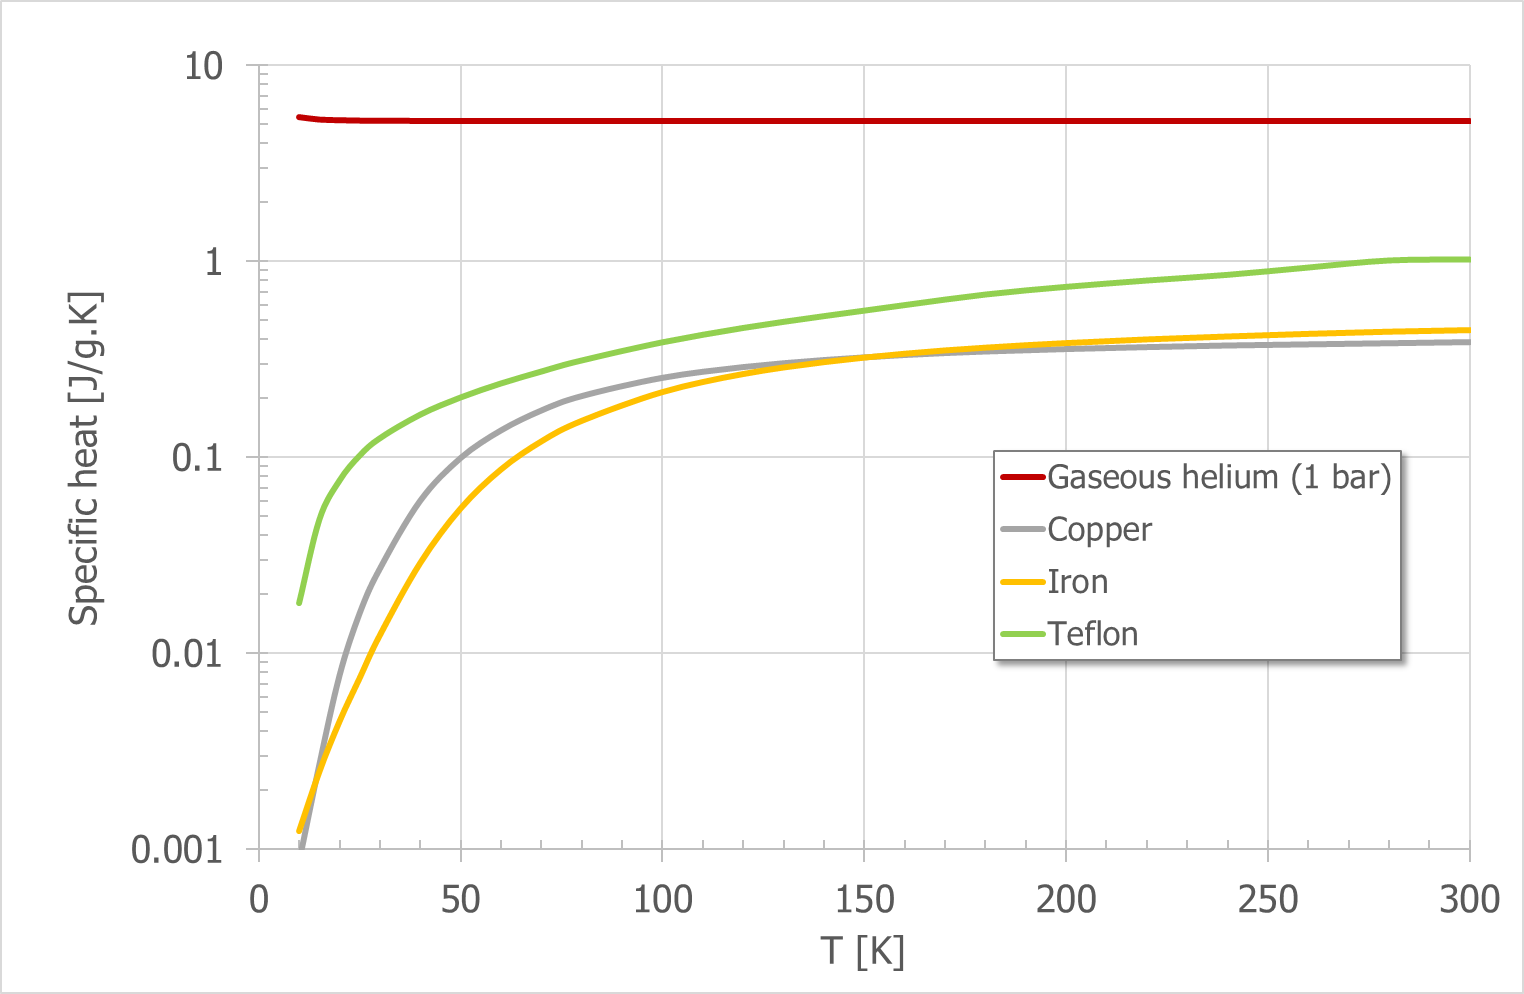 10
1
0.1
0.01
0.001
Specific heat [J/g.K]
Gaseous helium (1 bar)
Copper
Iron
Teflon
0 50 100 150 200 250 300
T [K]